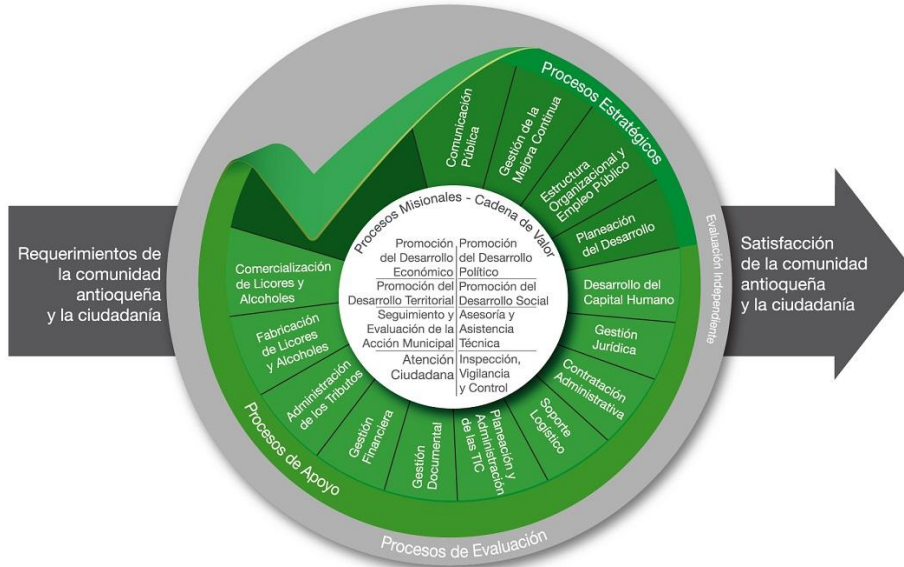 Requerimientos de
la comunidad
antioqueña
y la ciudadanía
Procesos Estratégicos
Comunicación
Pública
Gestión de la
Mejora Continua
Estructura
Organizacional y
Empleo Público
Planeación
del Desarrollo
Procesos Misionales - Cadena de Valor
Promoción
del Desarrollo
Económico
Promoción
del Desarrollo
Político
Promoción del
Desarrollo Territorial
Promoción del
Desarrollo Social
Seguimiento y
Evaluación de la
Acción Municipal
Asesoría y
Asistencia
Técnica
Atención
Ciudadana
Inspección,
Vigilancia
y Control
Desarrollo del
Capital Humano
Gestión
Jurídica
Contratación
Administrativa
Soporte
Logístico
Planeación y
Administración
de las TIC
Gestión
Documental
Gestión
Financiera
Administración
de los Tributos
Fabricación
de Licores
y Alcoholes
Comercialización
de Licores y
Alcoholes
Procesos de Apoyo
Procesos de Evaluación
Evaluación Independiente
Satisfacción
de la comunidad
antioqueña
y la ciudadanía